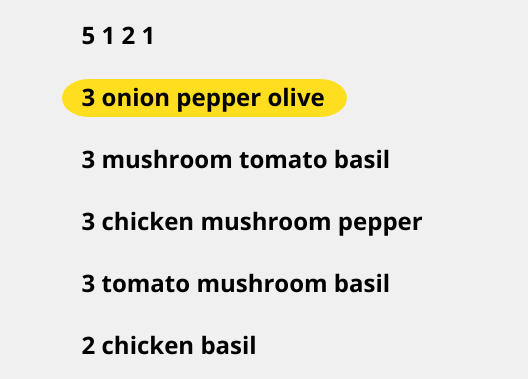 5 1 2 1
3 onion pepper olive
3 mushroom tomato basil
3 chicken mushroom pepper
3 tomato mushroom basil
2 chicken basil